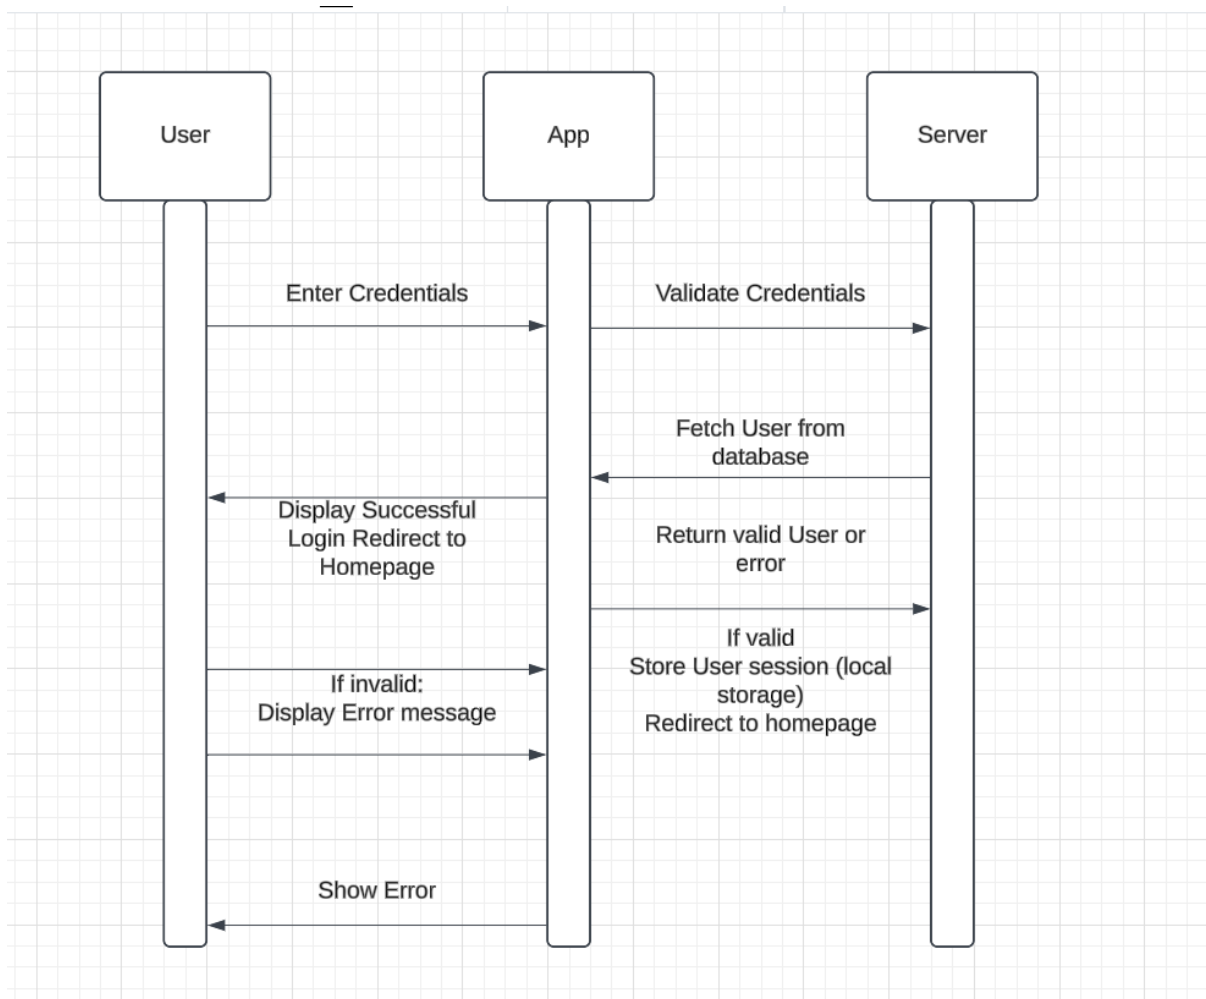 User
App
Server
Enter Credentials
Validate Credentials
Fetch User from
database
Display Successful
Login Redirect to
Homepage
Return valid User or
error
If valid
Store User session (local
storage)
Redirect to homepage
If invalid:
Display Error message
Show Error